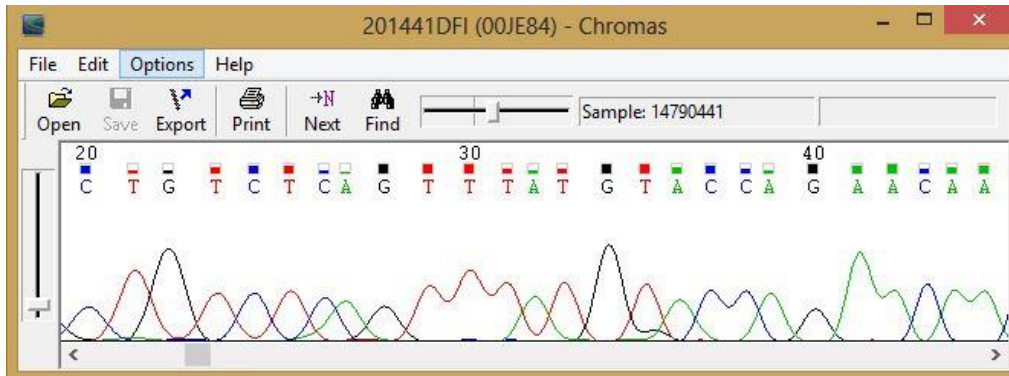 201441DFI (00JE84) - Chromas
File Edit Options Help
Open Save Export Print →N Next Find Sample: 14790441
20 30 40
C T G T C T C A G T T T A T G T A C C A G A A C A A